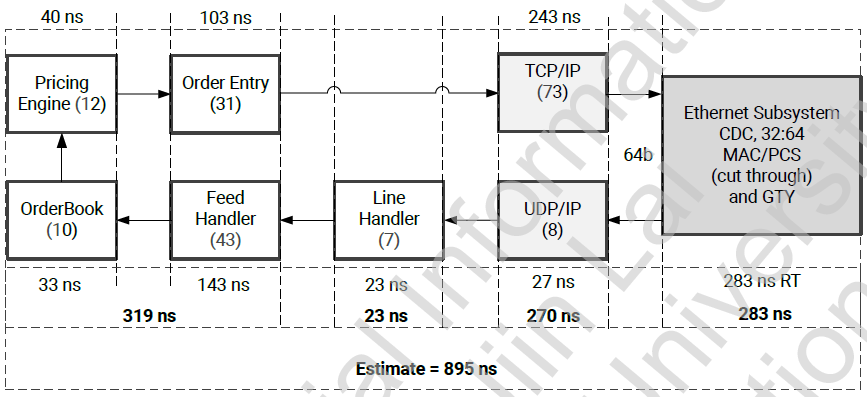 40 ns 103 ns 243 ns
Pricing
Engine (12)
Order Entry
(31)
TCP/IP
(73)
Ethernet Subsystem
CDC, 32:64
MAC/PCS
(cut through)
and GTY
64b
OrderBook
(10)
Feed
Handler
(43)
Line
Handler
(7)
UDP/IP
(8)
33 ns 143 ns 23 ns 27 ns 283 ns RT
319 ns 23 ns 270 ns 283 ns
Estimate = 895 ns